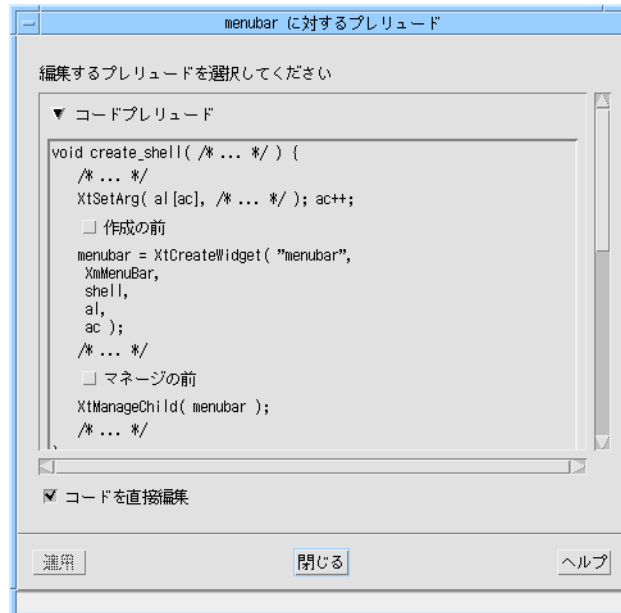 menubar に対するプレリュード
編集するプレリュードを選択してください
▼ コードプレリュード
void create_shell( /* ... */ ) {
/* ... */
XtSetArg( al[ac], /* ... */ ); ac++;
作成の前
menubar = XtCreateWidget( "menubar",
XmMenuBar,
shell,
al,
ac );
/* ... */
マネージの前
XtManageChild( menubar );
/* ... */
コードを直接編集
適用 閉じる ヘルプ